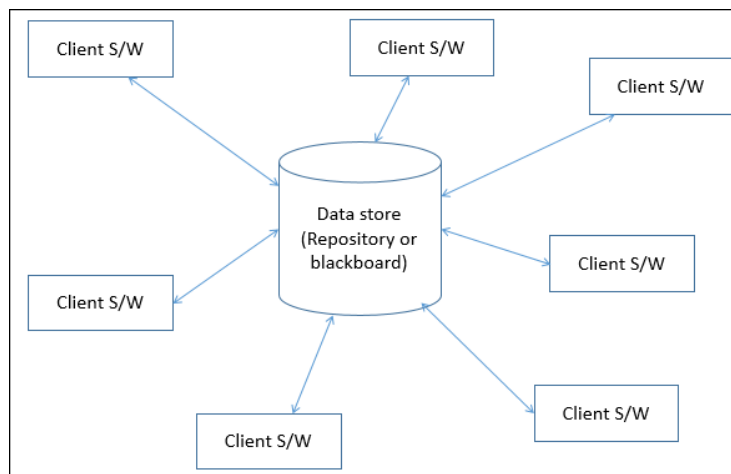 Client S/W
Client S/W
Client S/W
Data store
(Repository or
blackboard)
Client S/W
Client S/W
Client S/W
Client S/W